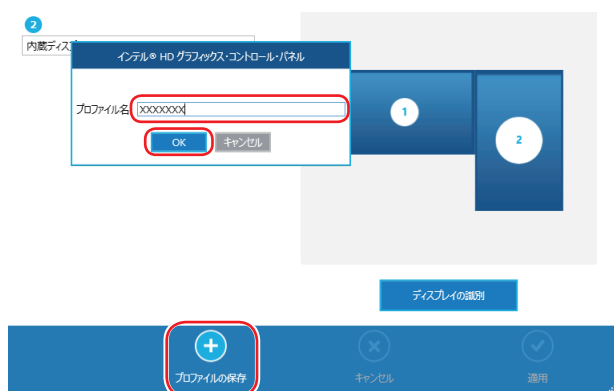 2
内蔵ディスプ
インテル® HD グラフィックス・コントロール・パネル
プロファイル名 XXXXXXX
OK キャンセル
1
2
ディスプレイの識別
プロファイルの保存 キャンセル 適用